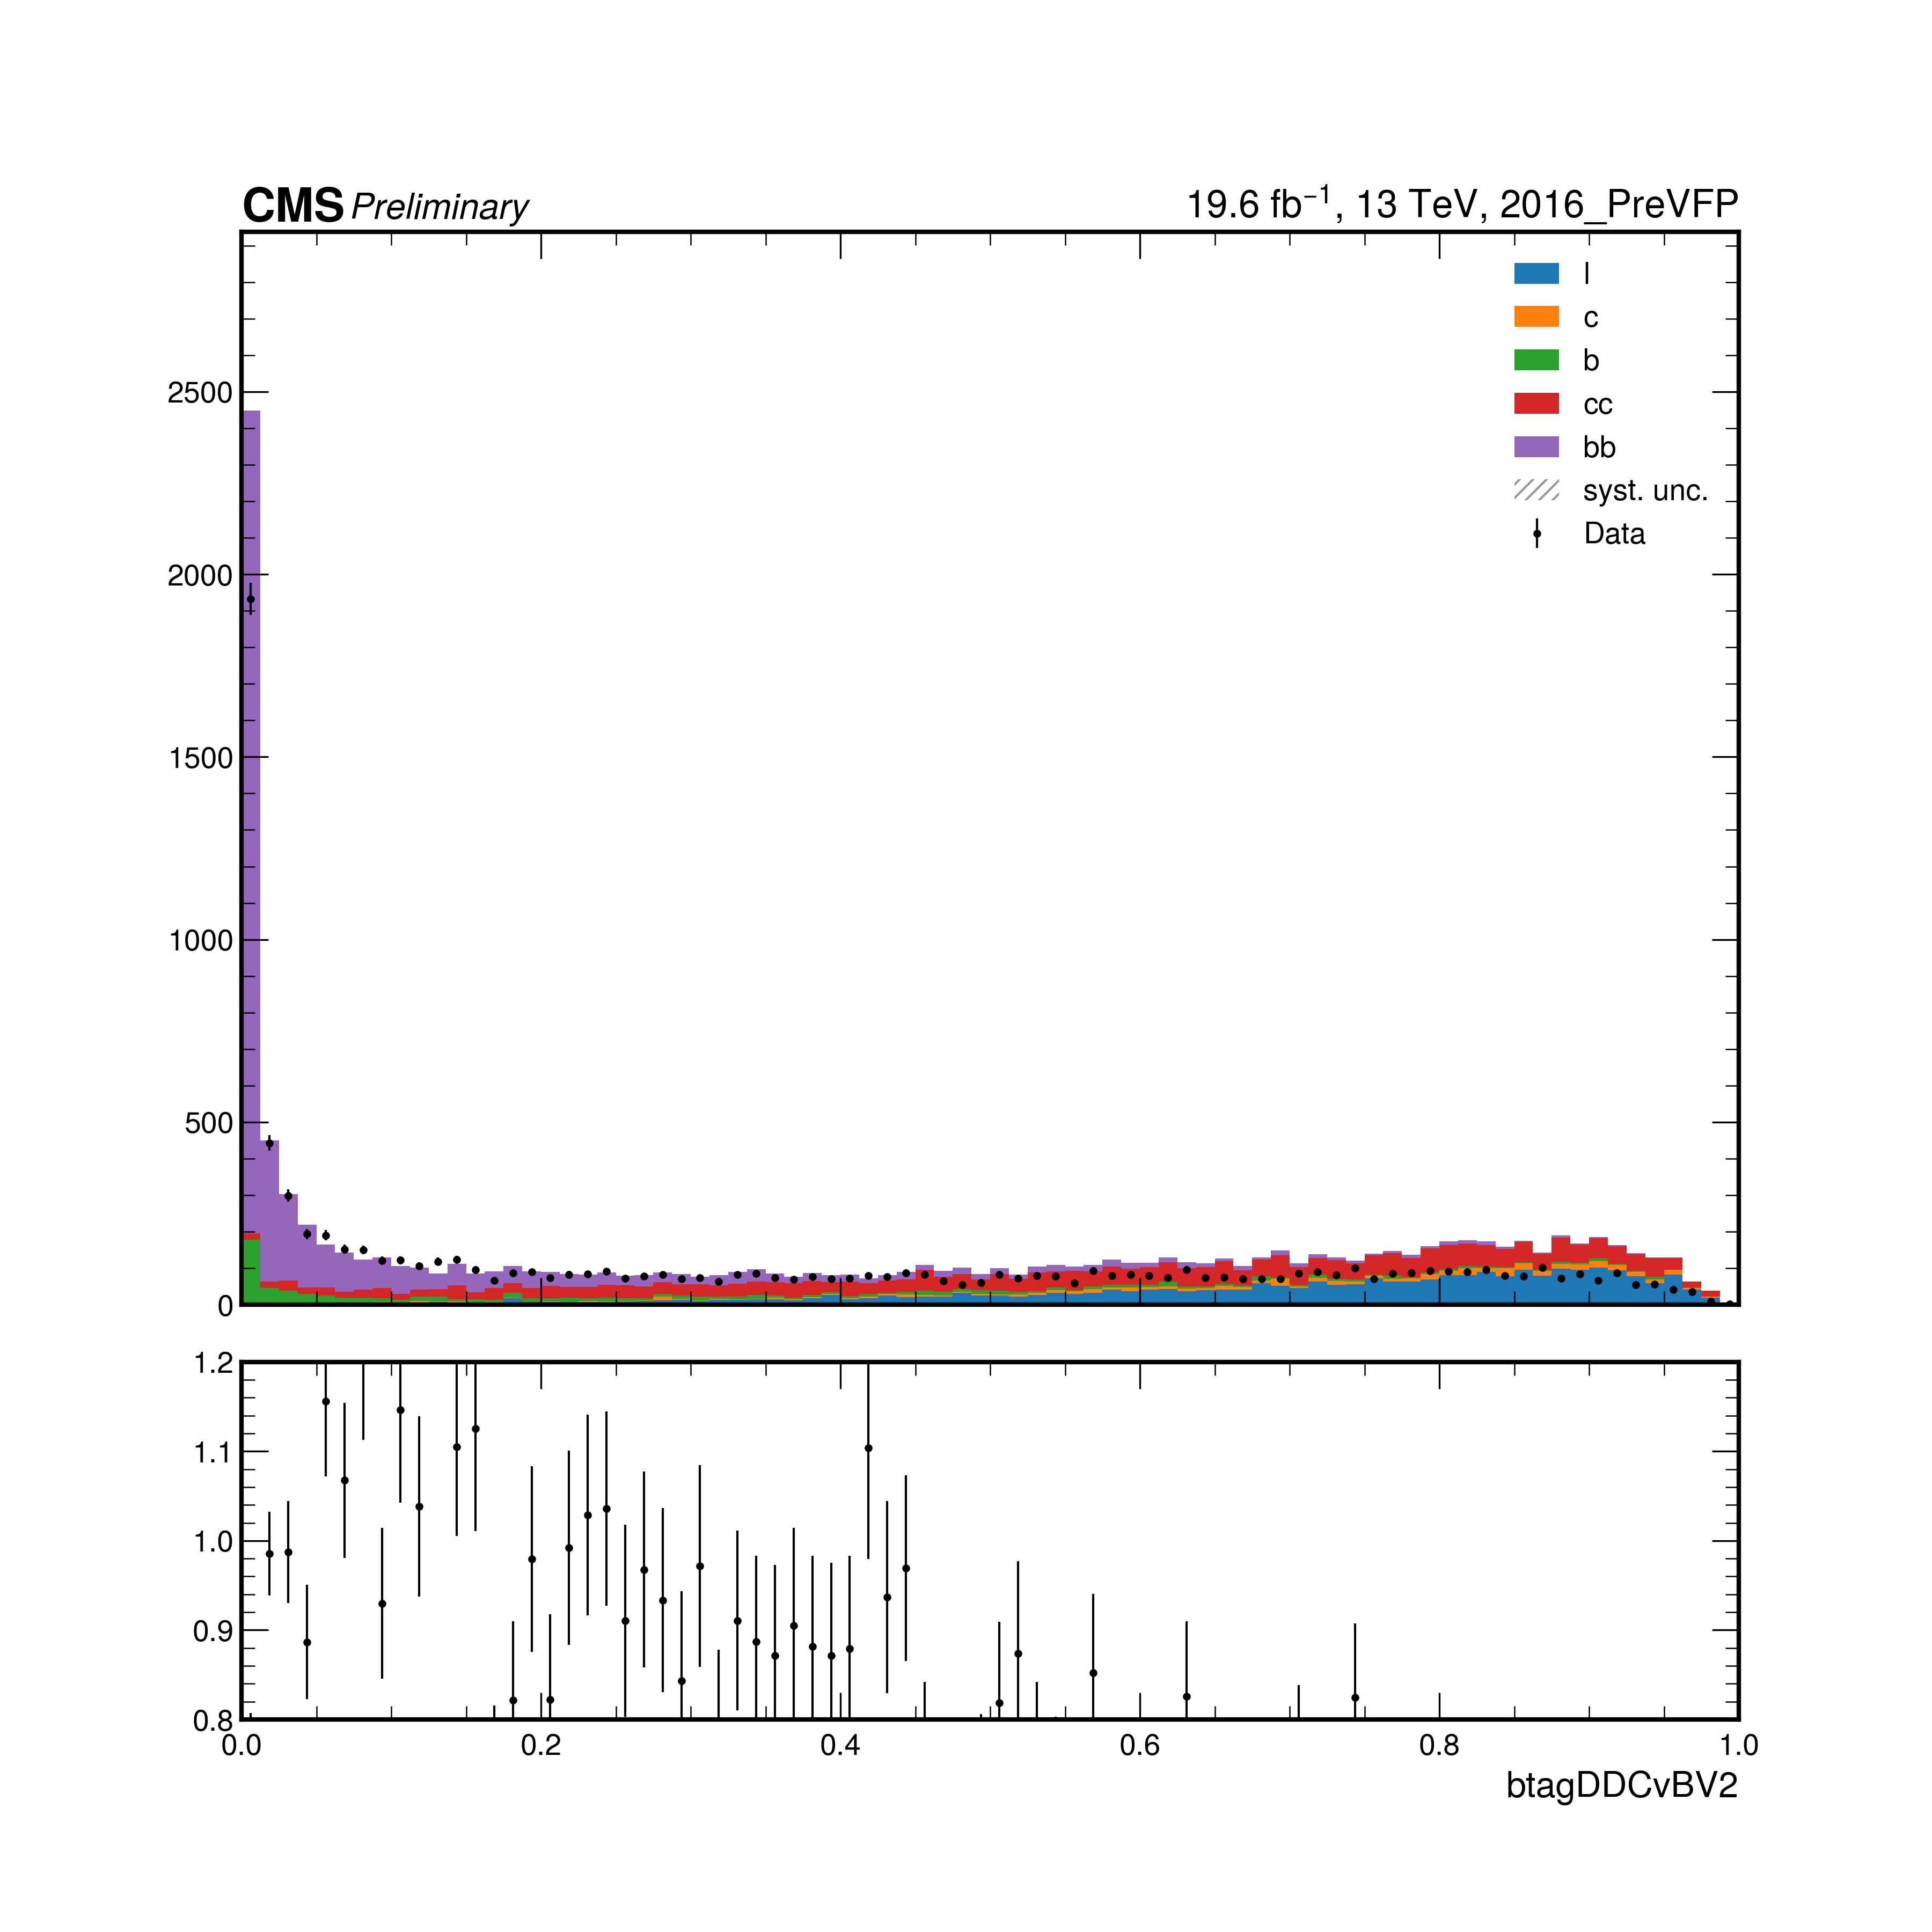 CMS Preliminary 19.6 fb⁻¹, 13 TeV, 2016_PreVFP
l
c
b
cc
bb
syst. unc.
Data
2500
2000
1500
1000
500
0
1.2
1.1
1.0
0.9
0.8
0.0 0.2 0.4 0.6 0.8 1.0
btagDDCvBV2